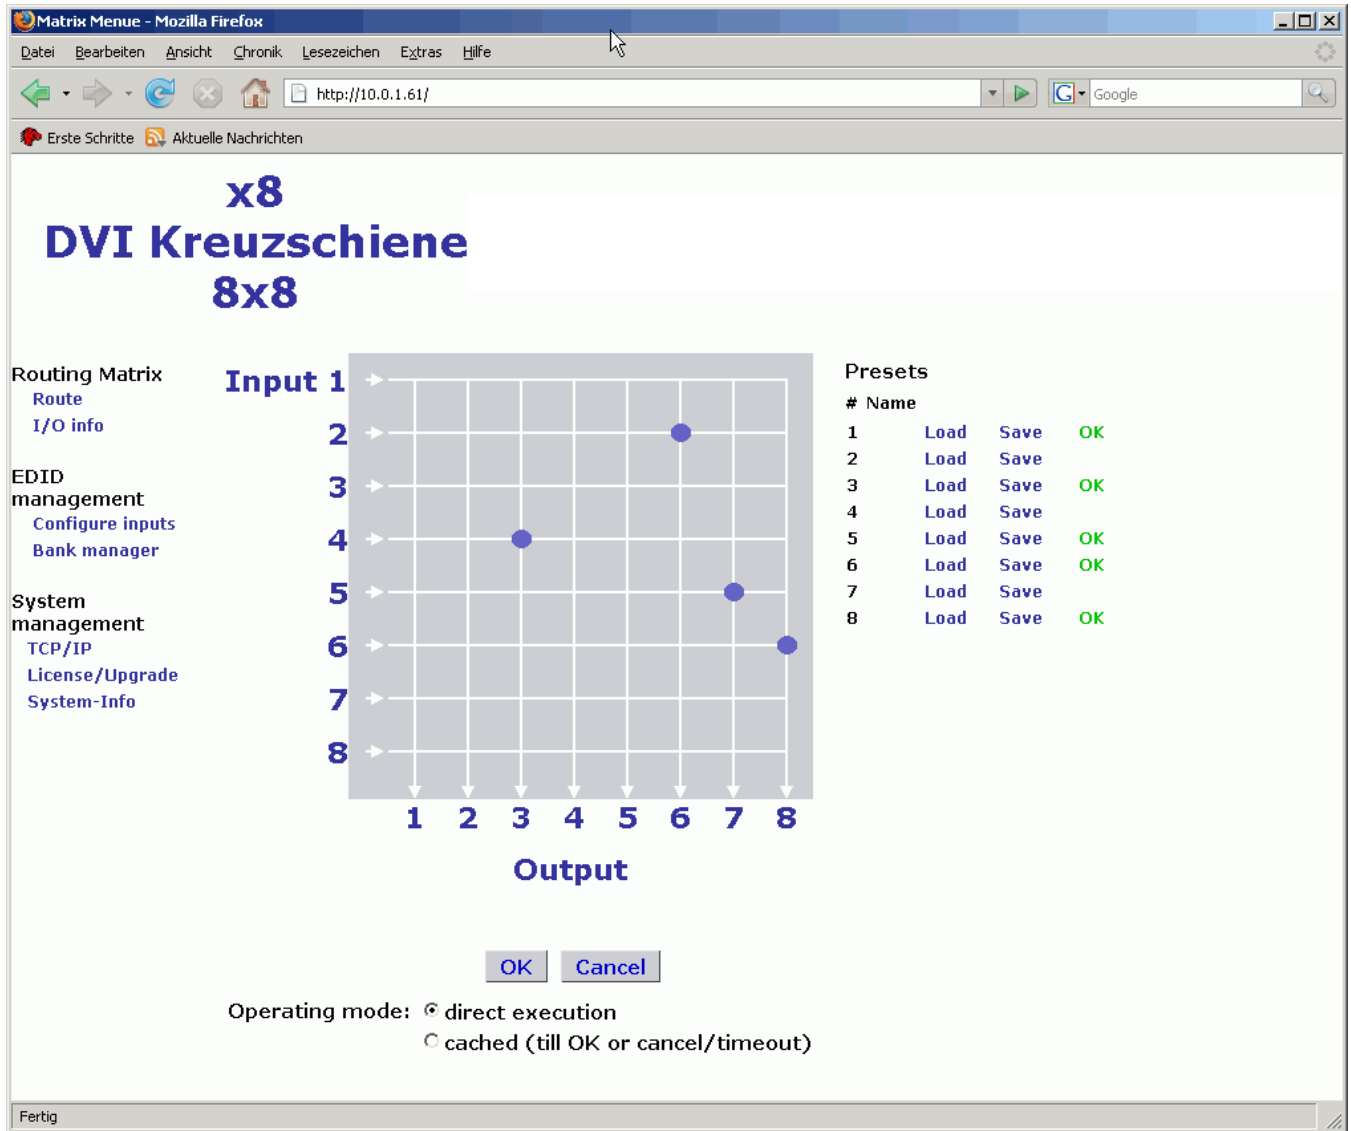 Matrix Menue - Mozilla Firefox
Datei Bearbeiten Ansicht Chronik Lesezeichen Extras Hilfe
http://10.0.1.61/
G Google
Erste Schritte Aktuelle Nachrichten
x8
DVI Kreuzschiene
8x8
Routing Matrix
Route
I/O info
EDID
management
Configure inputs
Bank manager
System
management
TCP/IP
License/Upgrade
System-Info
Input 1
2
3
4
5
6
7
8
1 2 3 4 5 6 7 8
Output
Presets
# Name
1 Load Save OK
2 Load Save
3 Load Save OK
4 Load Save
5 Load Save OK
6 Load Save OK
7 Load Save
8 Load Save OK
OK Cancel
Operating mode: direct execution
cached (till OK or cancel/timeout)
Fertig